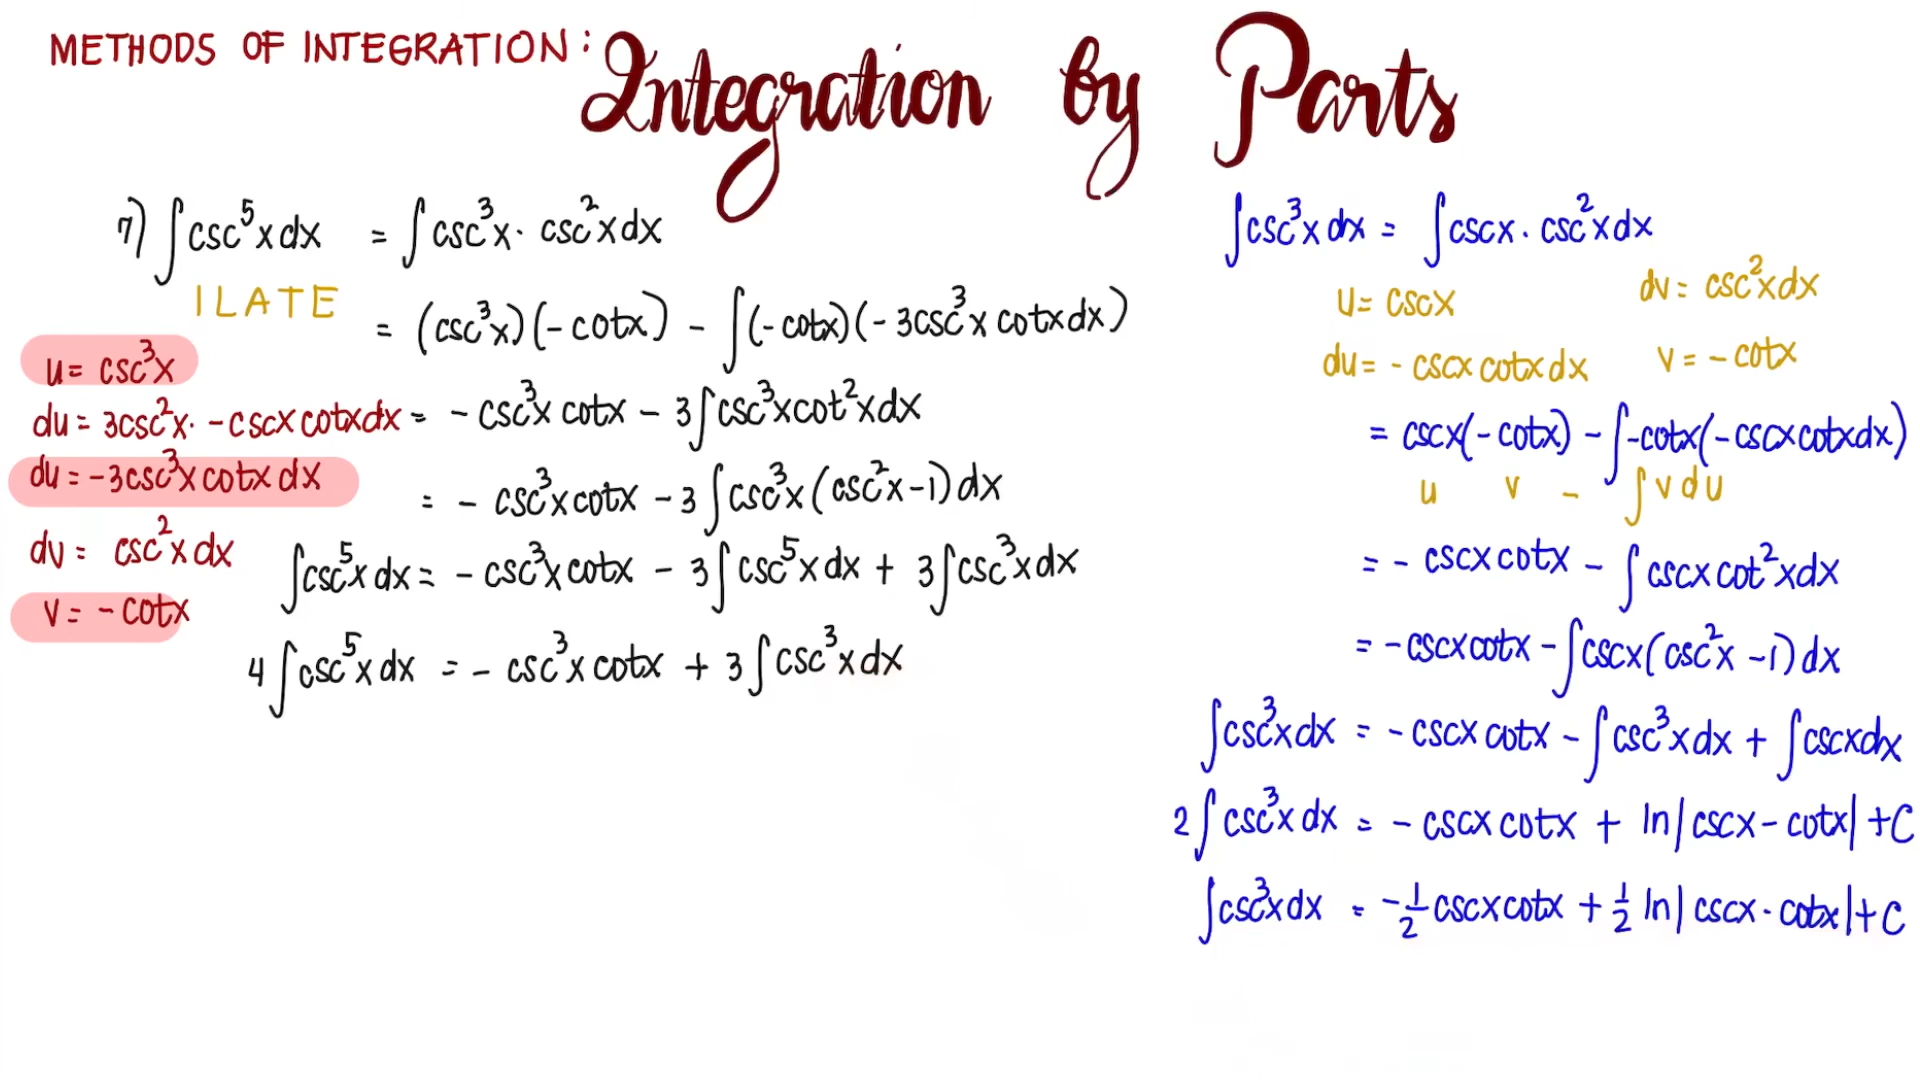 METHODS OF INTEGRATION: Integration by Parts
7) ∫csc⁵x dx = ∫csc³x · csc²x dx
ILATE
= (csc³x)(-cotx) - ∫(-cotx)(-3csc³x cotx dx)
u = csc³x
du = 3csc²x · -cscx cotx dx = -csc³x cotx - 3∫csc³x cot²x dx
du = -3csc³x cotx dx
= -csc³x cotx - 3∫csc³x (csc²x-1) dx
dv = csc²x dx
∫csc⁵x dx = -csc³x cotx - 3∫csc⁵x dx + 3∫csc³x dx
v = -cotx
4∫csc⁵x dx = -csc³x cotx + 3∫csc³x dx
∫csc³x dx = ∫cscx · csc²x dx
u = cscx dv = csc²x dx
du = -cscx cotx dx v = -cotx
= cscx(-cotx) - ∫-cotx(-cscx cotx dx)
u v - ∫v du
= -cscx cotx - ∫cscx cot²x dx
= -cscx cotx - ∫cscx (csc²x -1) dx
∫csc³x dx = -cscx cotx - ∫csc³x dx + ∫cscx dx
2∫csc³x dx = -cscx cotx + ln|cscx - cotx| + C
∫csc³x dx = -½ cscx cotx + ½ ln|cscx - cotx| + C